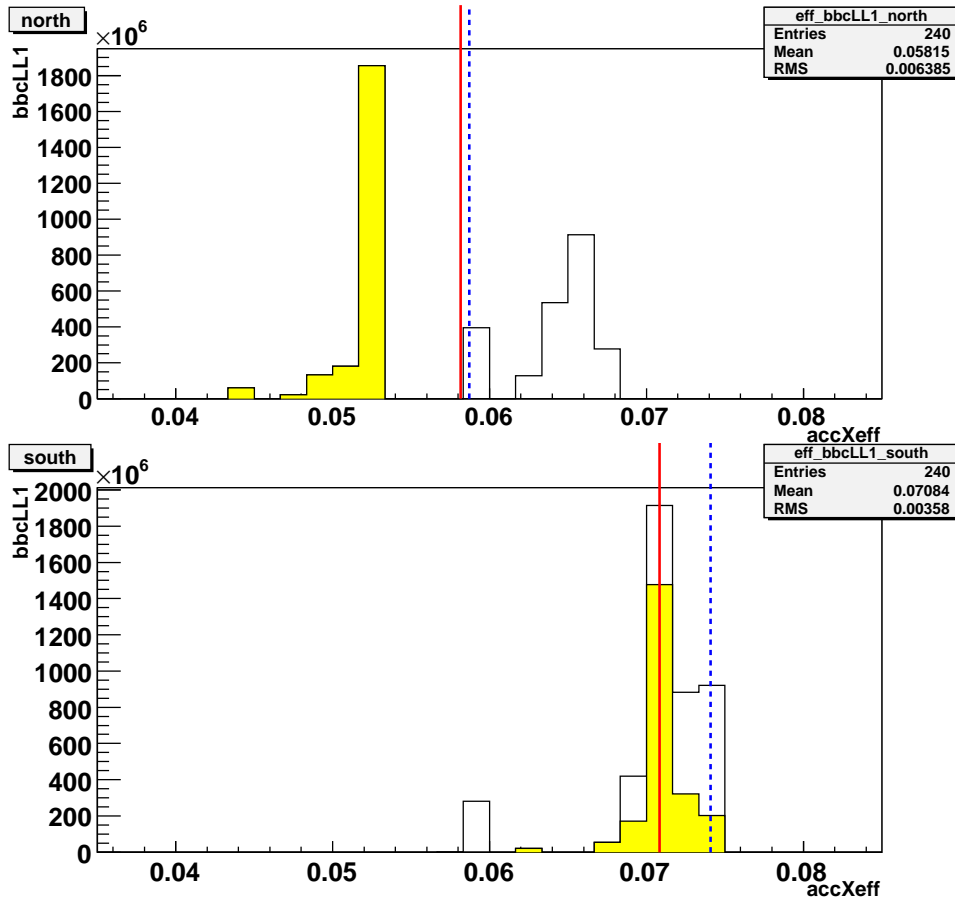 north
×10^6
bbcLL1
1800
1600
1400
1200
1000
800
600
400
200
0
0.04 0.05 0.06 0.07 0.08
accXeff
eff_bbcLL1_north
Entries 240
Mean 0.05815
RMS 0.006385
south
×10^6
bbcLL1
2000
1800
1600
1400
1200
1000
800
600
400
200
0
0.04 0.05 0.06 0.07 0.08
accXeff
eff_bbcLL1_south
Entries 240
Mean 0.07084
RMS 0.00358